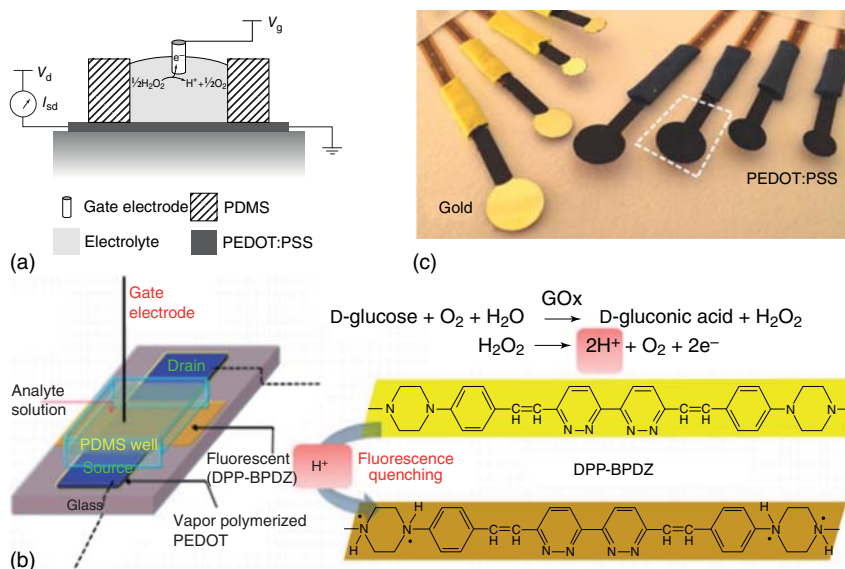 V_g
V_d
I_sd
e⁻
½H₂O₂
H⁺+½O₂
Gate electrode
PDMS
Electrolyte
PEDOT:PSS
(a)
Gold
PEDOT:PSS
(c)
Gate
electrode
Drain
Analyte
solution
PDMS well
Source
Glass
Fluorescent
(DPP-BPDZ)
Vapor polymerized
PEDOT
(b)
GOx
D-glucose + O₂ + H₂O → D-gluconic acid + H₂O₂
H₂O₂ → 2H⁺ + O₂ + 2e⁻
N N C=C N-N N-N C=C N N
H H H H
H⁺
Fluorescence
quenching
DPP-BPDZ
H H
N N C=C N-N N-N C=C N N
H H H H H H